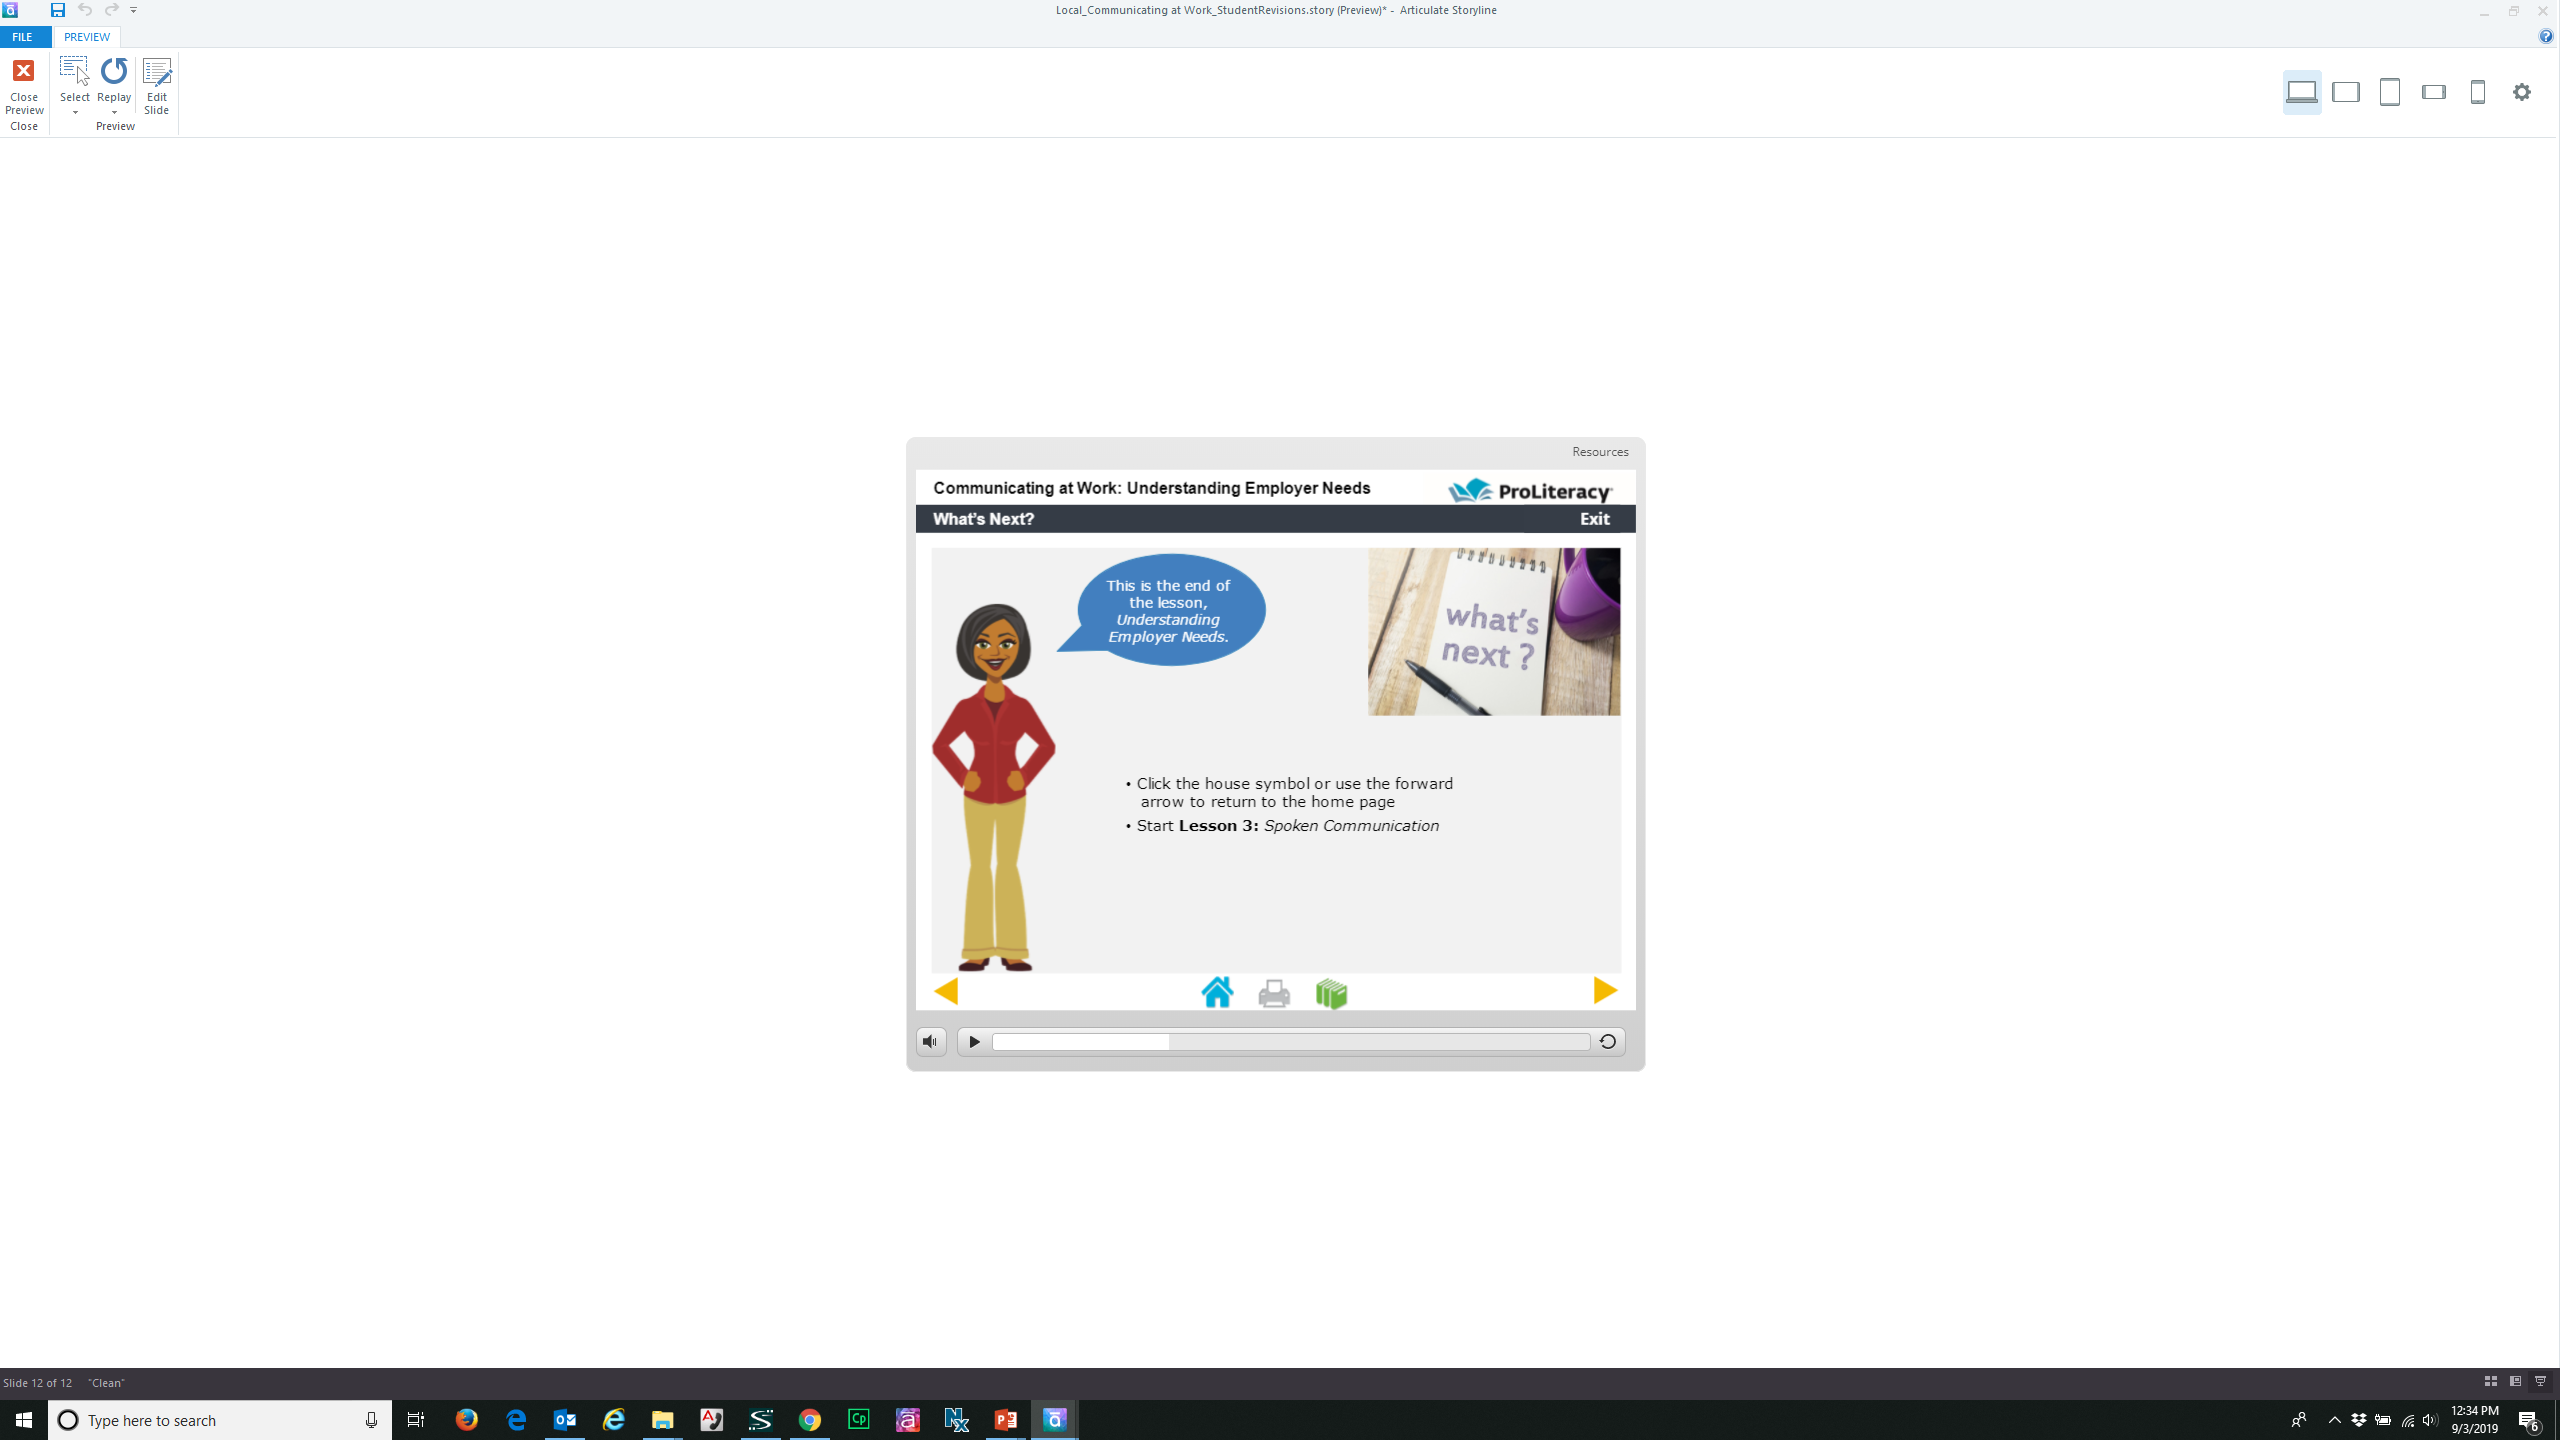 Local_Communicating at Work_StudentRevisions.story (Preview)* - Articulate Storyline
FILE
PREVIEW
Close
Preview
Select
Replay
Edit
Slide
Close
Preview
Resources
Communicating at Work: Understanding Employer Needs
ProLiteracy
What's Next?
Exit
This is the end of
the lesson,
Understanding
Employer Needs.
what's
next ?
• Click the house symbol or use the forward
arrow to return to the home page
• Start Lesson 3: Spoken Communication
Slide 12 of 12
"Clean"
Type here to search
12:34 PM
9/3/2019
6